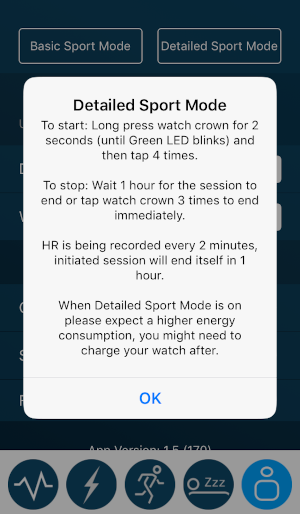 Basic Sport Mode
Detailed Sport Mode
Detailed Sport Mode
To start: Long press watch crown for 2
seconds (until Green LED blinks) and
then tap 4 times.
To stop: Wait 1 hour for the session to
end or tap watch crown 3 times to end
immediately.
HR is being recorded every 2 minutes,
initiated session will end itself in 1
hour.
When Detailed Sport Mode is on
please expect a higher energy
consumption, you might need to
charge your watch after.
OK
App Version: 1.5 (170)
Zzz